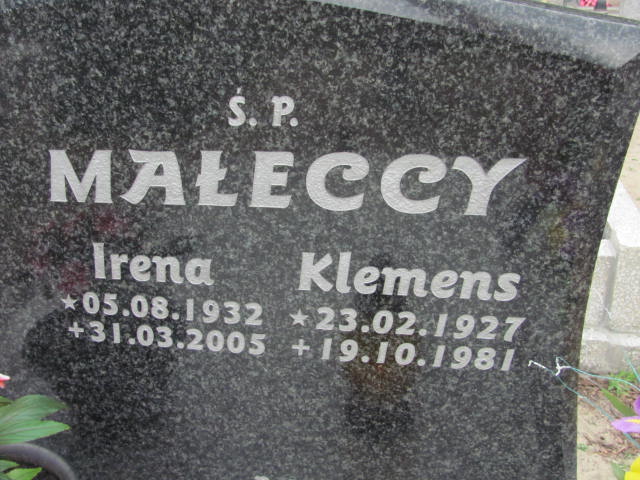 Ś. P.
MAŁECCY
Irena Klemens
★05.08.1932 ★23.02.1927
+31.03.2005 +19.10.1981